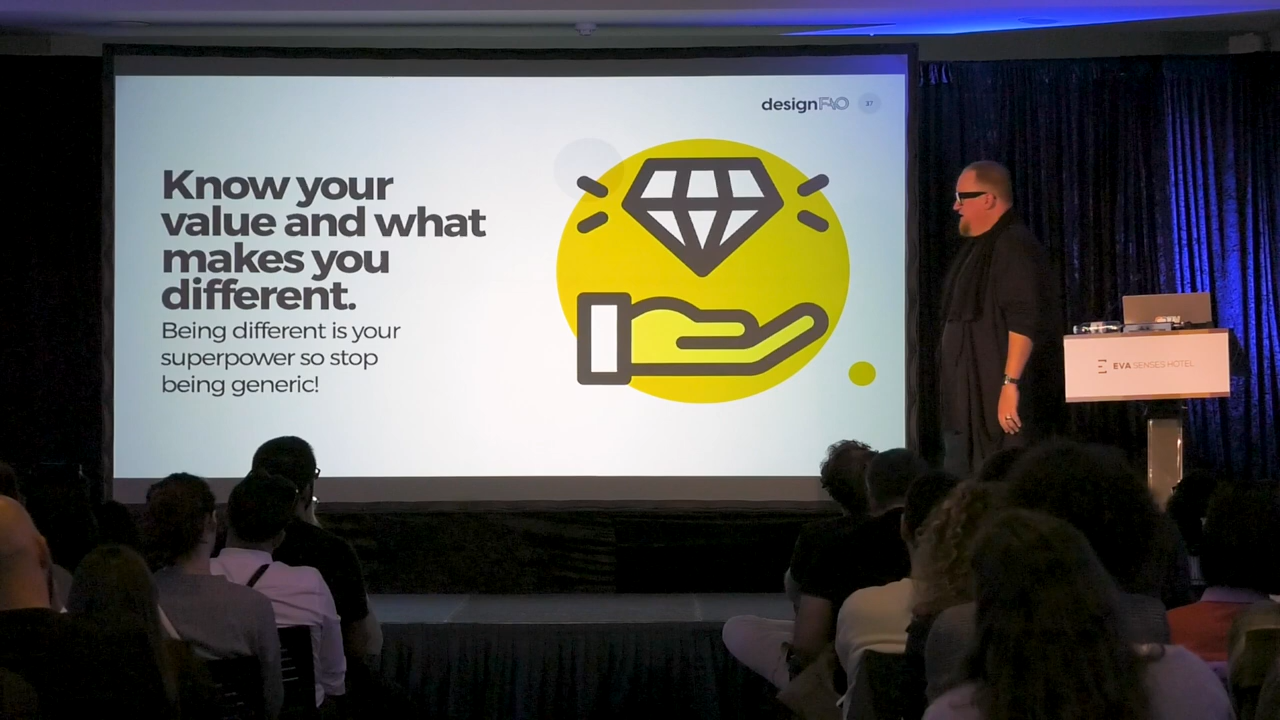 designFAO 37
Know your
value and what
makes you
different.
Being different is your
superpower so stop
being generic!
EVA SENSES HOTEL